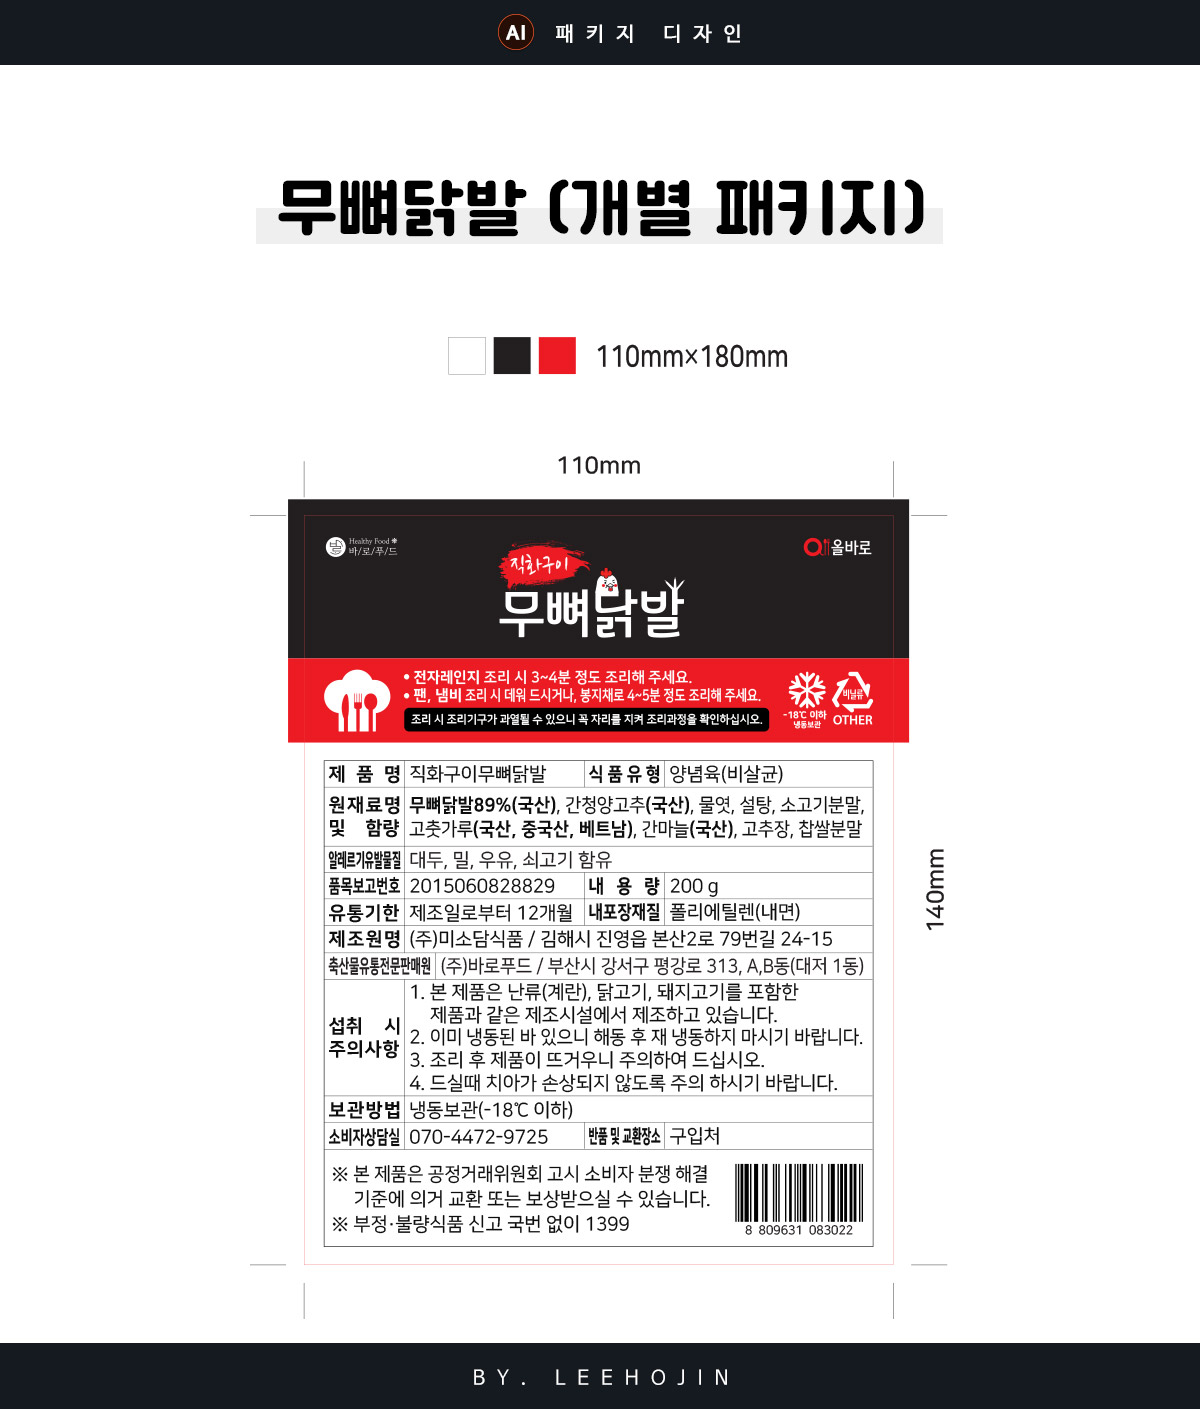 AI 패키지 디자인
무뼈닭발 (개별 패키지)
110mm×180mm
110mm
Healthy Food
바/로/푸/드
올바로
직화구이
무뼈닭발
• 전자레인지 조리 시 3~4분 정도 조리해 주세요.
• 팬, 냄비 조리 시 데워 드시거나, 봉지채로 4~5분 정도 조리해 주세요.
조리 시 조리기구가 과열될 수 있으니 꼭 자리를 지켜 조리과정을 확인하십시오.
-18℃ 이하
냉동보관
비닐류
OTHER
제 품 명 직화구이무뼈닭발 식품유형 양념육(비살균)
원재료명 및 함량 무뼈닭발89%(국산), 간청양고추(국산), 물엿, 설탕, 소고기분말,
고춧가루(국산, 중국산, 베트남), 간마늘(국산), 고추장, 찹쌀분말
알레르기유발물질 대두, 밀, 우유, 쇠고기 함유
품목보고번호 2015060828829 내 용 량 200 g
유통기한 제조일로부터 12개월 내포장재질 폴리에틸렌(내면)
제조원명 (주)미소담식품 / 김해시 진영읍 본산2로 79번길 24-15
축산물유통전문판매원 (주)바로푸드 / 부산시 강서구 평강로 313, A,B동(대저 1동)
섭취 시
주의사항
1. 본 제품은 난류(계란), 닭고기, 돼지고기를 포함한
제품과 같은 제조시설에서 제조하고 있습니다.
2. 이미 냉동된 바 있으니 해동 후 재 냉동하지 마시기 바랍니다.
3. 조리 후 제품이 뜨거우니 주의하여 드십시오.
4. 드실때 치아가 손상되지 않도록 주의 하시기 바랍니다.
보관방법 냉동보관(-18℃ 이하)
소비자상담실 070-4472-9725 반품 및 교환장소 구입처
※ 본 제품은 공정거래위원회 고시 소비자 분쟁 해결
기준에 의거 교환 또는 보상받으실 수 있습니다.
※ 부정·불량식품 신고 국번 없이 1399
8 809631 083022
140mm
BY. LEEHOJIN